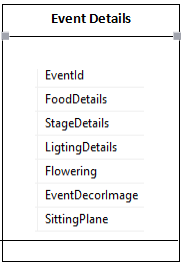 Event Details
EventId
FoodDetails
StageDetails
LigtingDetails
Flowering
EventDecorImage
SittingPlane